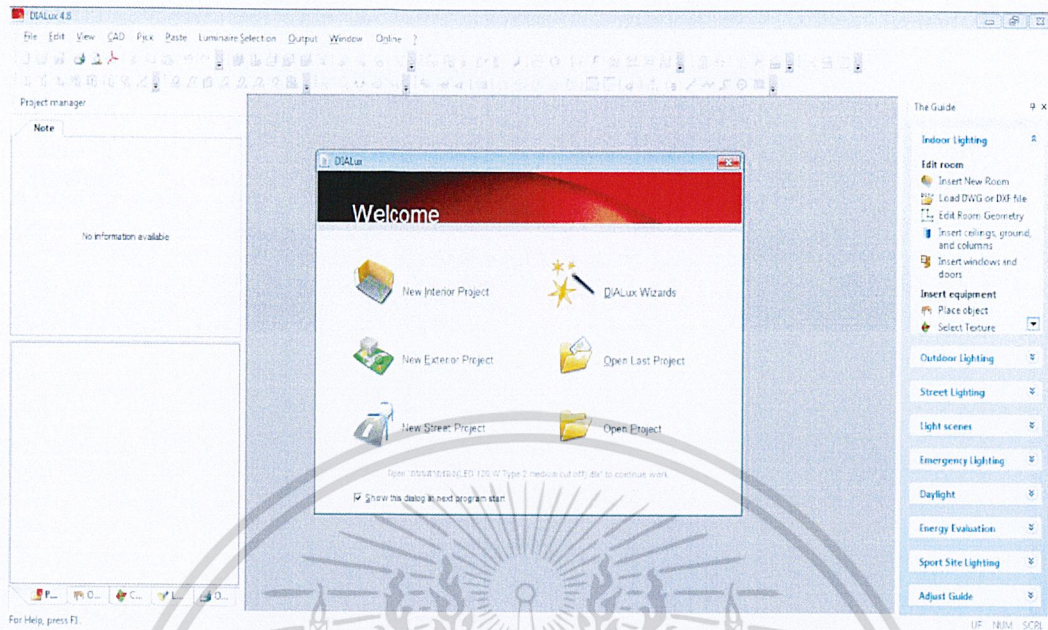 DIALux 4.8
File Edit View CAD Pick Paste Luminaire Selection Output Window Online ?
Project manager
Note
No information available
P... O... C... L... O...
For Help, press F1.
DIALux
Welcome
New Interior Project
DIALux Wizards
New Exterior Project
Open Last Project
New Street Project
Open Project
Show this dialog in next program start
The Guide
Indoor Lighting
Edit room
Insert New Room
Load DWG or DXF file
Edit Room Geometry
Insert ceilings, ground,
and columns
Insert windows and
doors
Insert equipment
Place object
Select Texture
Outdoor Lighting
Street Lighting
Light scenes
Emergency Lighting
Daylight
Energy Evaluation
Sport Site Lighting
Adjust Guide
UF NUM SCRL